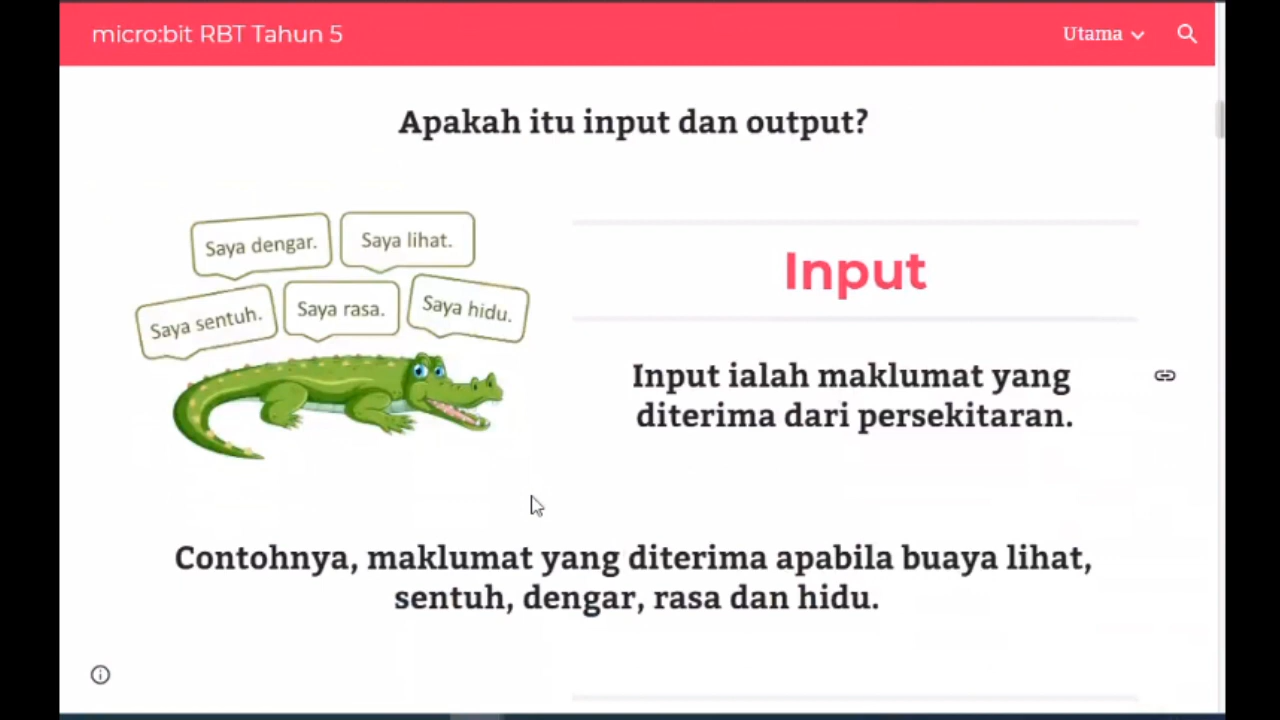 micro:bit RBT Tahun 5
Utama
Apakah itu input dan output?
Saya dengar.
Saya lihat.
Saya sentuh.
Saya rasa.
Saya hidu.
Input
Input ialah maklumat yang
diterima dari persekitaran.
Contohnya, maklumat yang diterima apabila buaya lihat,
sentuh, dengar, rasa dan hidu.